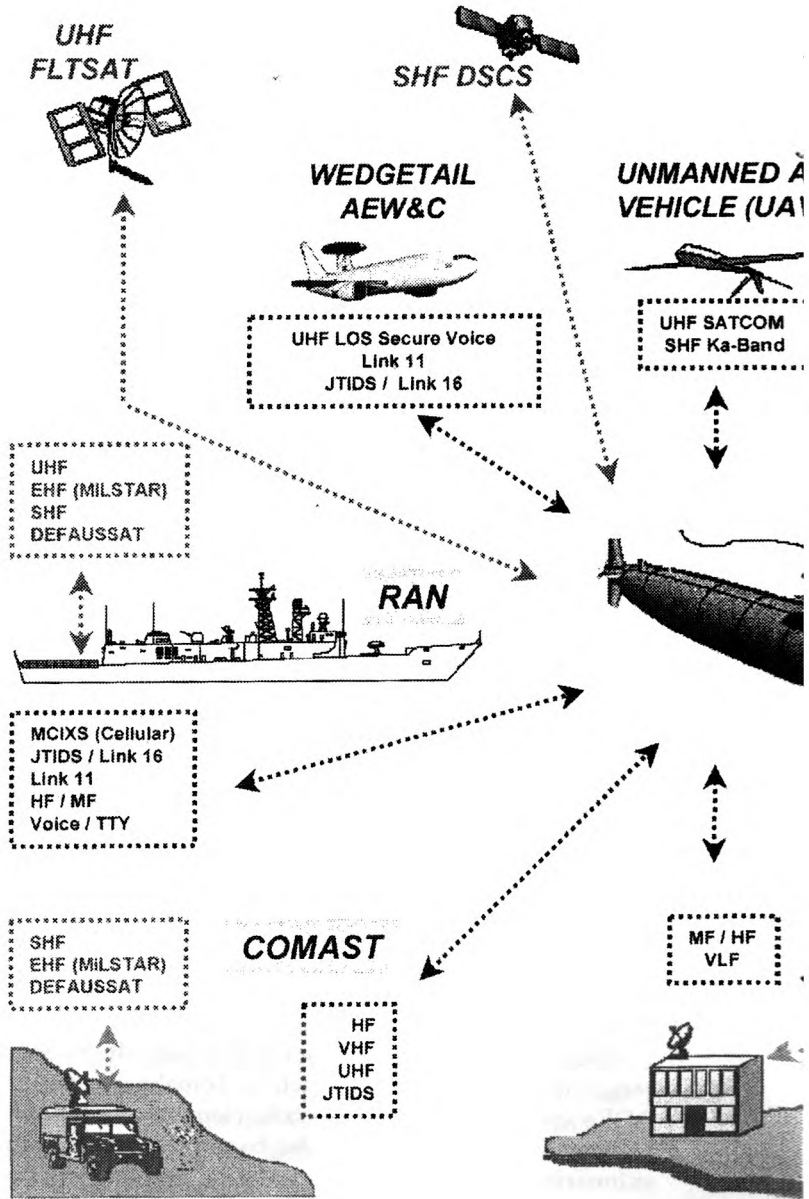 UHF
FLTSAT
SHF DSCS
WEDGETAIL
AEW&C
UNMANNED A
VEHICLE (UAV
UHF LOS Secure Voice
Link 11
JTIDS / Link 16
UHF SATCOM
SHF Ka-Band
UHF
EHF (MILSTAR)
SHF
DEFAUSSAT
RAN
MCIXS (Cellular)
JTIDS / Link 16
Link 11
HF / MF
Voice / TTY
SHF
EHF (MILSTAR)
DEFAUSSAT
COMAST
HF
VHF
UHF
JTIDS
MF / HF
VLF